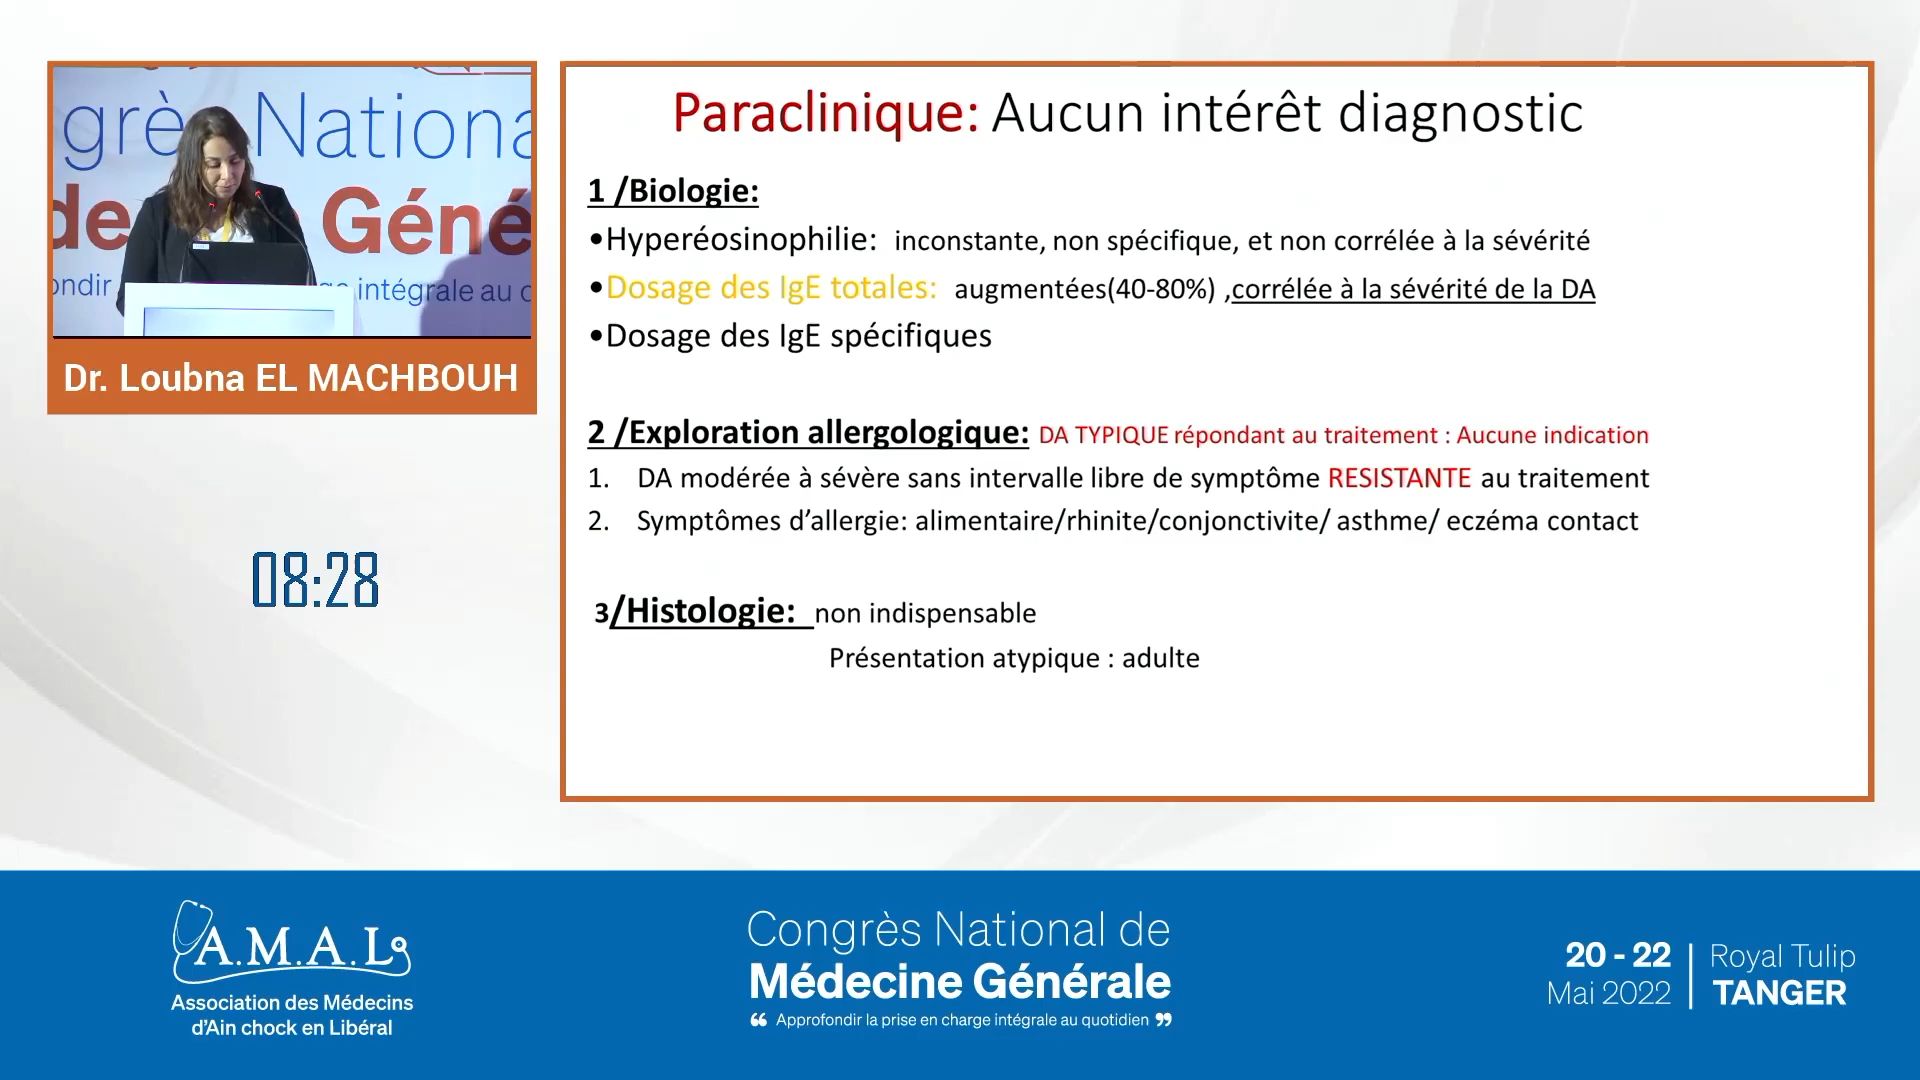 grè National
de Géné
ondir intégrale au c
Dr. Loubna EL MACHBOUH
08:28
Paraclinique: Aucun intérêt diagnostic
1 /Biologie:
•Hyperéosinophilie: inconstante, non spécifique, et non corrélée à la sévérité
•Dosage des IgE totales: augmentées(40-80%) ,corrélée à la sévérité de la DA
•Dosage des IgE spécifiques
2 /Exploration allergologique: DA TYPIQUE répondant au traitement : Aucune indication
1. DA modérée à sévère sans intervalle libre de symptôme RESISTANTE au traitement
2. Symptômes d’allergie: alimentaire/rhinite/conjonctivite/ asthme/ eczéma contact
3/Histologie: non indispensable
Présentation atypique : adulte
A.M.A.L
Association des Médecins
d’Ain chock en Libéral
Congrès National de
Médecine Générale
“ Approfondir la prise en charge intégrale au quotidien ”
20 - 22
Mai 2022
Royal Tulip
TANGER